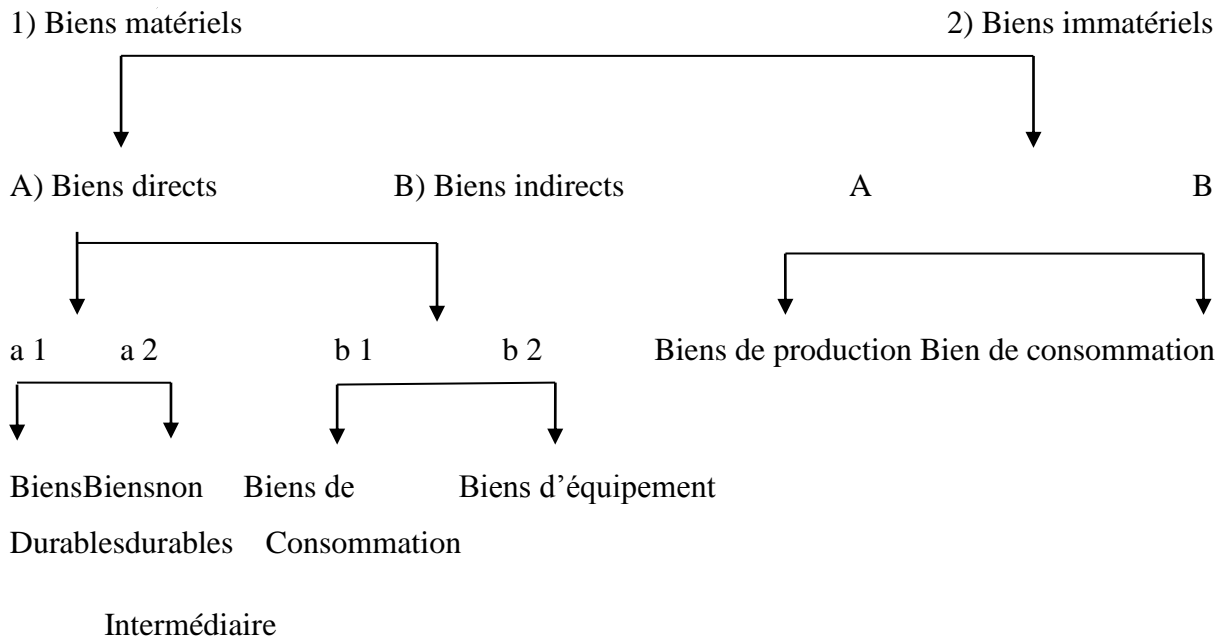 1) Biens matériels 2) Biens immatériels
A) Biens directs B) Biens indirects A B
a 1 a 2 b 1 b 2 Biens de production Bien de consommation
BiensBiensnon Biens de Biens d’équipement
Durablesdurables Consommation
Intermédiaire